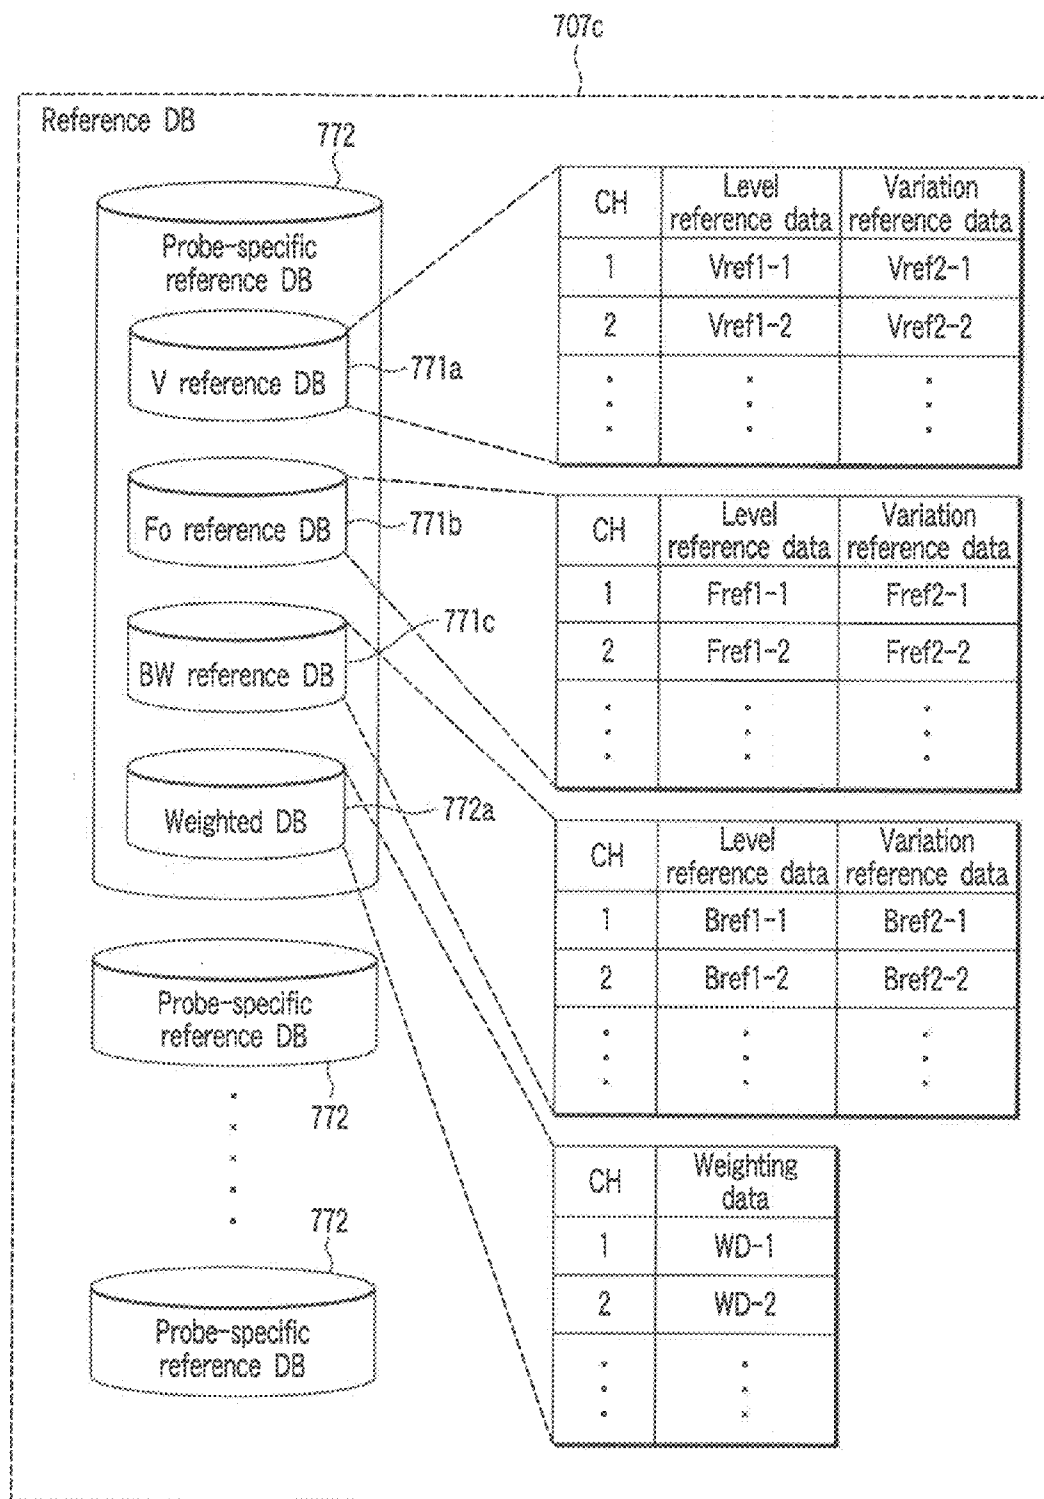 707c
Reference DB
772
Probe-specific
reference DB
V reference DB
771a
Fo reference DB
771b
BW reference DB
771c
Weighted DB
772a
Probe-specific
reference DB
772
772
Probe-specific
reference DB
CH
Level
reference data
Variation
reference data
1
Vref1-1
Vref2-1
2
Vref1-2
Vref2-2
CH
Level
reference data
Variation
reference data
1
Fref1-1
Fref2-1
2
Fref1-2
Fref2-2
CH
Level
reference data
Variation
reference data
1
Bref1-1
Bref2-1
2
Bref1-2
Bref2-2
CH
Weighting
data
1
WD-1
2
WD-2